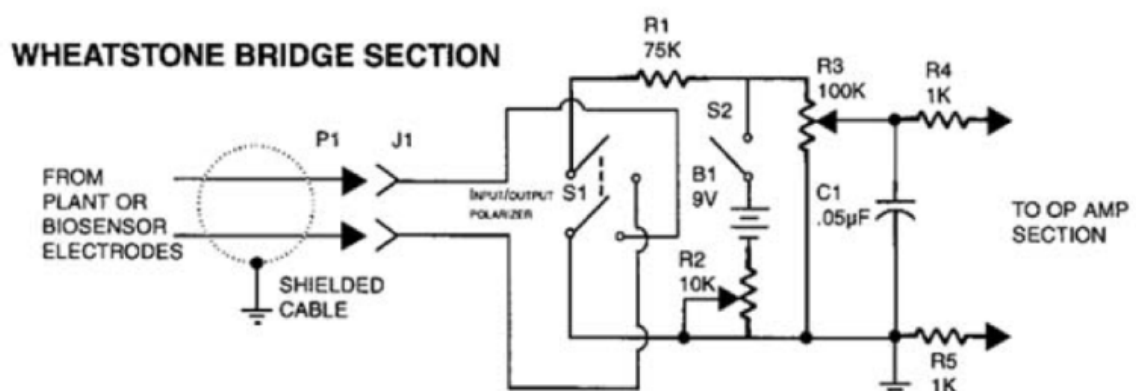 WHEATSTONE BRIDGE SECTION
R1
75K
R3
100K
R4
1K
S2
P1
J1
FROM
PLANT OR
BIOSENSOR
ELECTRODES
INPUT/OUTPUT
POLARIZER
S1
B1
9V
C1
.05µF
TO OP AMP
SECTION
R2
10K
SHIELDED
CABLE
R5
1K